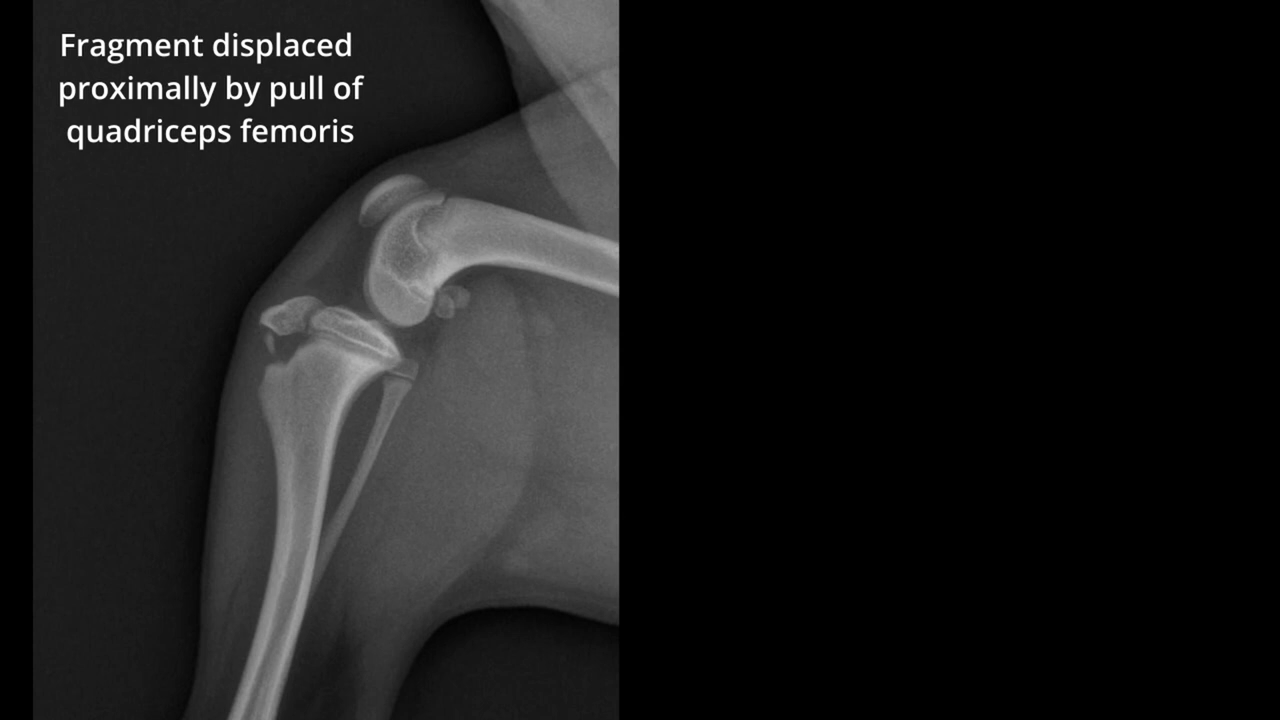 Fragment displaced
proximally by pull of
quadriceps femoris